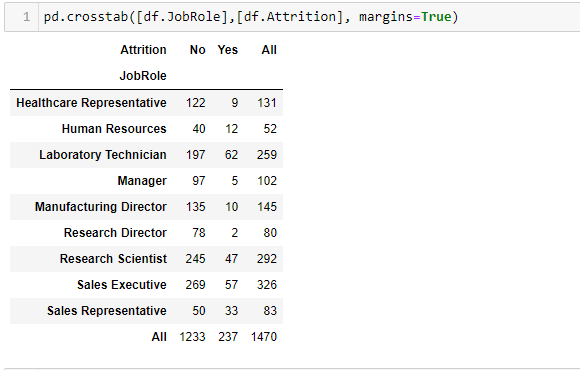 1 pd.crosstab([df.JobRole],[df.Attrition], margins=True)
Attrition No Yes All
JobRole
Healthcare Representative 122 9 131
Human Resources 40 12 52
Laboratory Technician 197 62 259
Manager 97 5 102
Manufacturing Director 135 10 145
Research Director 78 2 80
Research Scientist 245 47 292
Sales Executive 269 57 326
Sales Representative 50 33 83
All 1233 237 1470